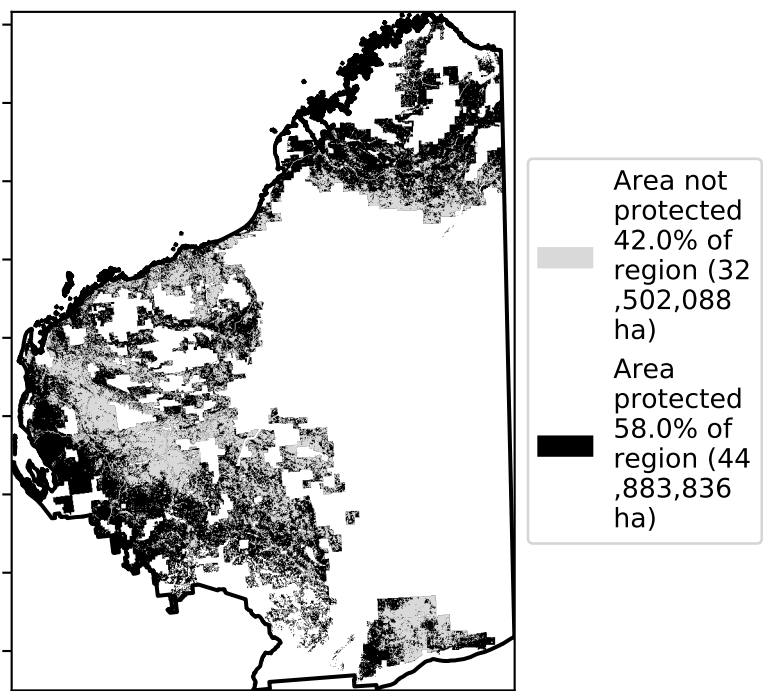 Area not
protected
42.0% of
region (32
,502,088
ha)
Area
protected
58.0% of
region (44
,883,836
ha)